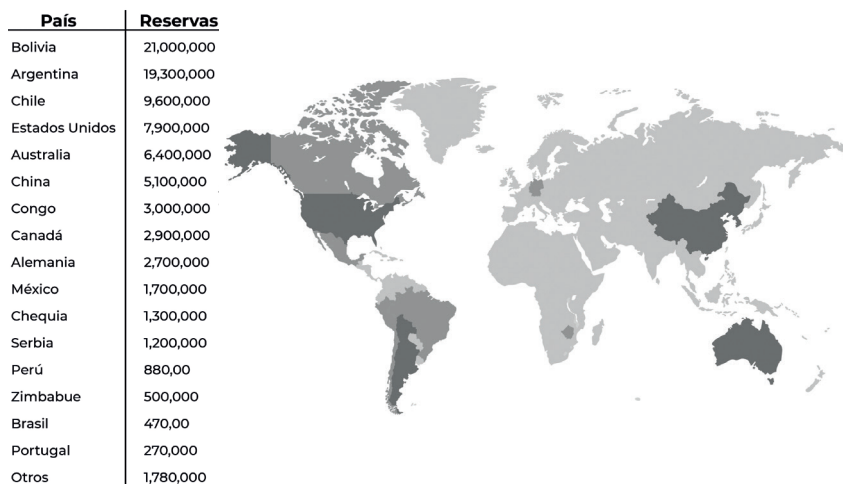 País Reservas
Bolivia 21,000,000
Argentina 19,300,000
Chile 9,600,000
Estados Unidos 7,900,000
Australia 6,400,000
China 5,100,000
Congo 3,000,000
Canadá 2,900,000
Alemania 2,700,000
México 1,700,000
Chequia 1,300,000
Serbia 1,200,000
Perú 880,00
Zimbabue 500,000
Brasil 470,00
Portugal 270,000
Otros 1,780,000